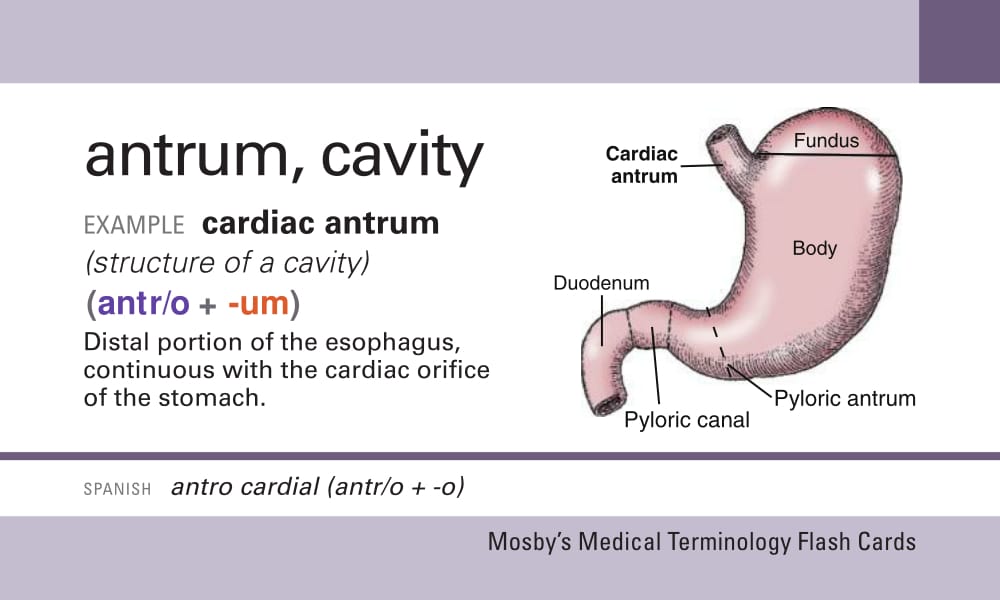 antrum, cavity
EXAMPLE cardiac antrum
(structure of a cavity)
(antr/o + -um)
Distal portion of the esophagus,
continuous with the cardiac orifice
of the stomach.
Cardiac
antrum
Fundus
Body
Duodenum
Pyloric antrum
Pyloric canal
SPANISH antro cardial (antr/o + -o)
Mosby's Medical Terminology Flash Cards